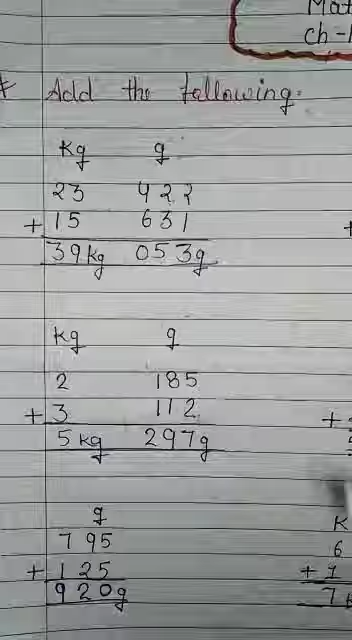 Mat
Ch-1
* Add the following:
Kg g
23 422
+ 15 631
39 kg 053 g
kg g
2 185
+ 3 112
5 kg 297 g
g
795
+ 125
920 g
K
6
+ 1
7 k